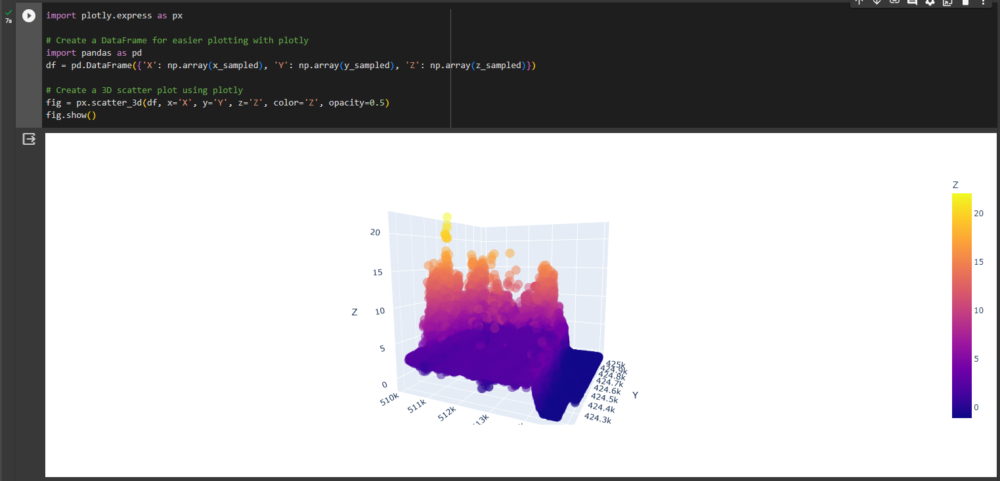 7s
import plotly.express as px
# Create a DataFrame for easier plotting with plotly
import pandas as pd
df = pd.DataFrame({'X': np.array(x_sampled), 'Y': np.array(y_sampled), 'Z': np.array(z_sampled)})
# Create a 3D scatter plot using plotly
fig = px.scatter_3d(df, x='X', y='Y', z='Z', color='Z', opacity=0.5)
fig.show()
Z
20
15
10
5
0
Z
510k
511k
512k
425k
424.9k
424.8k
424.7k
424.6k
424.5k
424.4k
424.3k
Y
Z
20
15
10
5
0